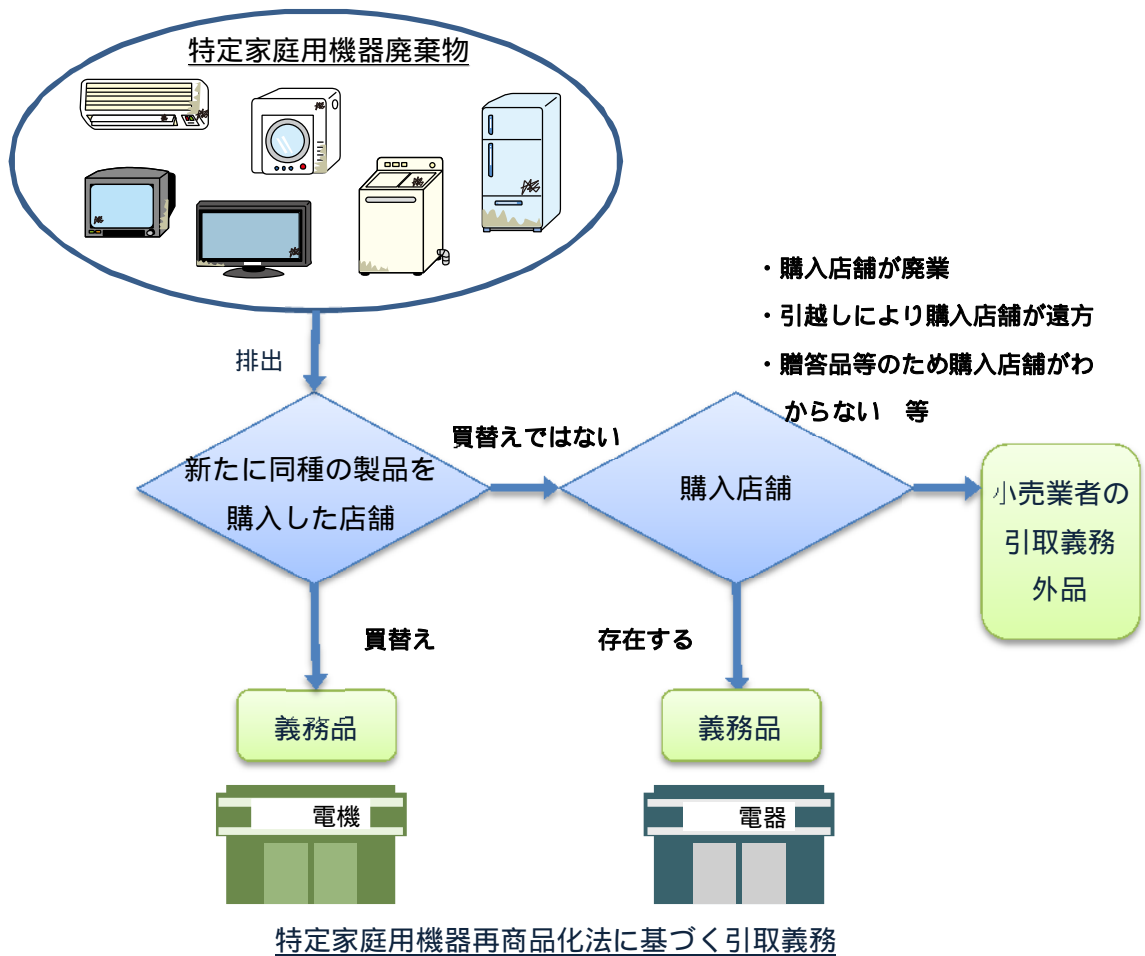 特定家庭用機器廃棄物
・購入店舗が廃業
・引越しにより購入店舗が遠方
・贈答品等のため購入店舗がわ
からない　等
排出
買替えではない
新たに同種の製品を
購入した店舗
購入店舗
小売業者の
引取義務
外品
買替え
存在する
義務品
義務品
電機
電器
特定家庭用機器再商品化法に基づく引取義務